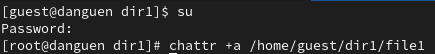 [guest@danguen dir1]$ su
Password:
[root@danguen dir1]# chattr +a /home/guest/dir1/file1